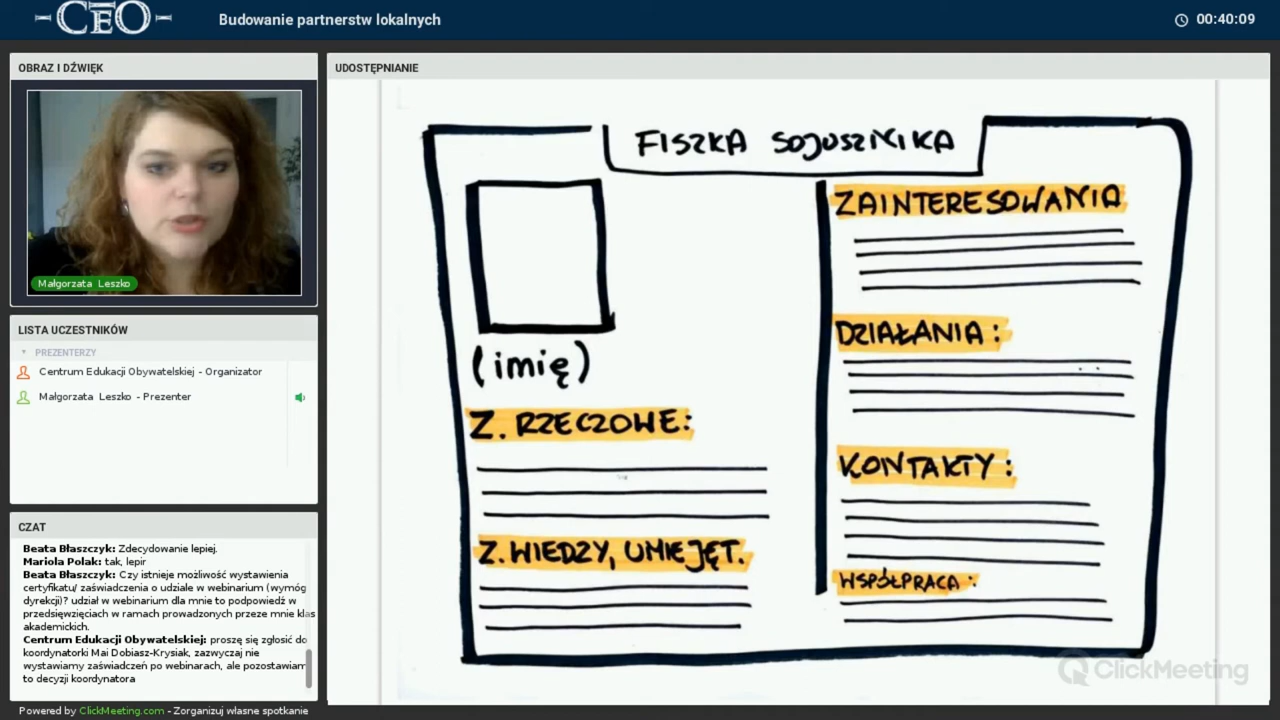 CEO
Budowanie partnerstw lokalnych
00:40:09
OBRAZ I DŹWIĘK
Małgorzata Leszko
LISTA UCZESTNIKÓW
PREZENTERZY
Centrum Edukacji Obywatelskiej - Organizator
Małgorzata Leszko - Prezenter
CZAT
Beata Błaszczyk: Zdecydowanie lepiej.
Mariola Polak: tak, lepir
Beata Błaszczyk: Czy istnieje możliwość wystawienia
certyfikatu/ zaświadczenia o udziale w webinarium (wymóg
dyrekcji)? udział w webinarium dla mnie to podpowiedź w
przedsięwzięciach w ramach prowadzonych przeze mnie klas
akademickich.
Centrum Edukacji Obywatelskiej: proszę się zgłosić do
koordynatorki Mai Dobiasz-Krysiak, zazwyczaj nie
wystawiamy zaświadczeń po webinarach, ale pozostawiam
to decyzji koordynatora
Powered by ClickMeeting.com - Zorganizuj własne spotkanie
UDOSTĘPNIANIE
FISZKA SOJUSZNIKA
(imię)
Z. RZECZOWE:
Z. WIEDZY, UMIEJĘT.
ZAINTERESOWANIA
DZIAŁANIA:
KONTAKTY:
WSPÓŁPRACA:
ClickMeeting